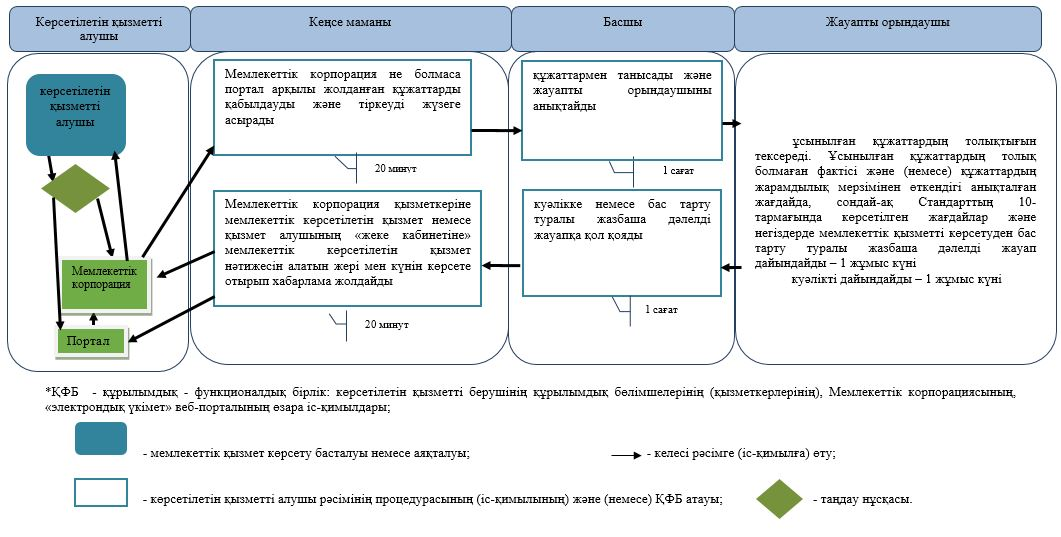 Көрсетілетін қызметті
алушы
Кеңсе маманы
Басшы
Жауапты орындаушы
көрсетілетін
қызметті
алушы
Мемлекеттік
корпорация
Портал
Мемлекеттік корпорация не болмаса
портал арқылы жолданған құжаттарды
қабылдауды және тіркеуді жүзеге
асырады
20 минут
Мемлекеттік корпорация қызметкеріне
мемлекеттік көрсетілетін қызмет немесе
қызмет алушының «жеке кабинетіне»
мемлекеттік көрсетілетін қызмет
нәтижесін алатын жері мен күнін көрсете
отырып хабарлама жолдайды
20 минут
құжаттармен танысады және
жауапты орындаушыны
анықтайды
1 сағат
куәлікке немесе бас тарту
туралы жазбаша дәлелді
жауапқа қол қояды
1 сағат
ұсынылған құжаттардың толықтығын
тексереді. Ұсынылған құжаттардың толық
болмаған фактісі және (немесе) құжаттардың
жарамдылық мерзімінен өткендігі анықталған
жағдайда, сондай-ақ Стандарттың 10-
тармағында көрсетілген жағдайлар және
негіздерде мемлекеттік қызметті көрсетуден бас
тарту туралы жазбаша дәлелді жауап
дайындайды – 1 жұмыс күні
куәлікті дайындайды – 1 жұмыс күні
*ҚФБ - құрылымдық - функционалдық бірлік: көрсетілетін қызметті берушінің құрылымдық бөлімшелерінің (қызметкерлерінің), Мемлекеттік корпорациясының,
«электрондық үкімет» веб-порталының өзара іс-қимылдары;
- мемлекеттік қызмет көрсету басталуы немесе аяқталуы;
- келесі рәсімге (іс-қимылға) өту;
- көрсетілетін қызметті алушы рәсімінің процедурасының (іс-қимылының) және (немесе) ҚФБ атауы;
- таңдау нұсқасы.